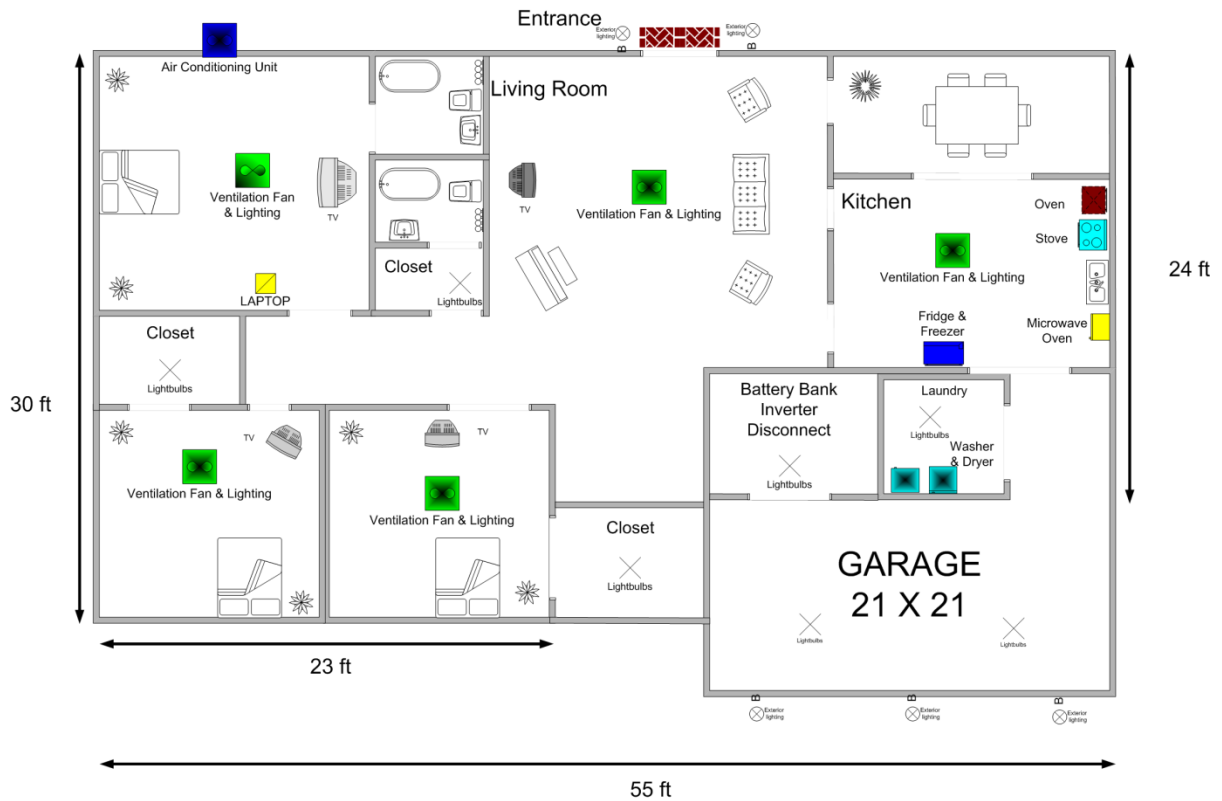 Entrance
Exterior
lighting
B
Exterior
lighting
B
Air Conditioning Unit
Living Room
Ventilation Fan
& Lighting
TV
TV
Ventilation Fan & Lighting
Kitchen
Oven
Stove
Ventilation Fan & Lighting
24 ft
Closet
Lightbulbs
LAPTOP
Fridge &
Freezer
Microwave
Oven
Closet
Lightbulbs
30 ft
Battery Bank
Inverter
Disconnect
Lightbulbs
Laundry
Lightbulbs
Washer
& Dryer
TV
Ventilation Fan & Lighting
TV
Ventilation Fan & Lighting
Closet
Lightbulbs
GARAGE
21 X 21
Lightbulbs
Lightbulbs
23 ft
B
Exterior
lighting
B
Exterior
lighting
B
Exterior
lighting
55 ft